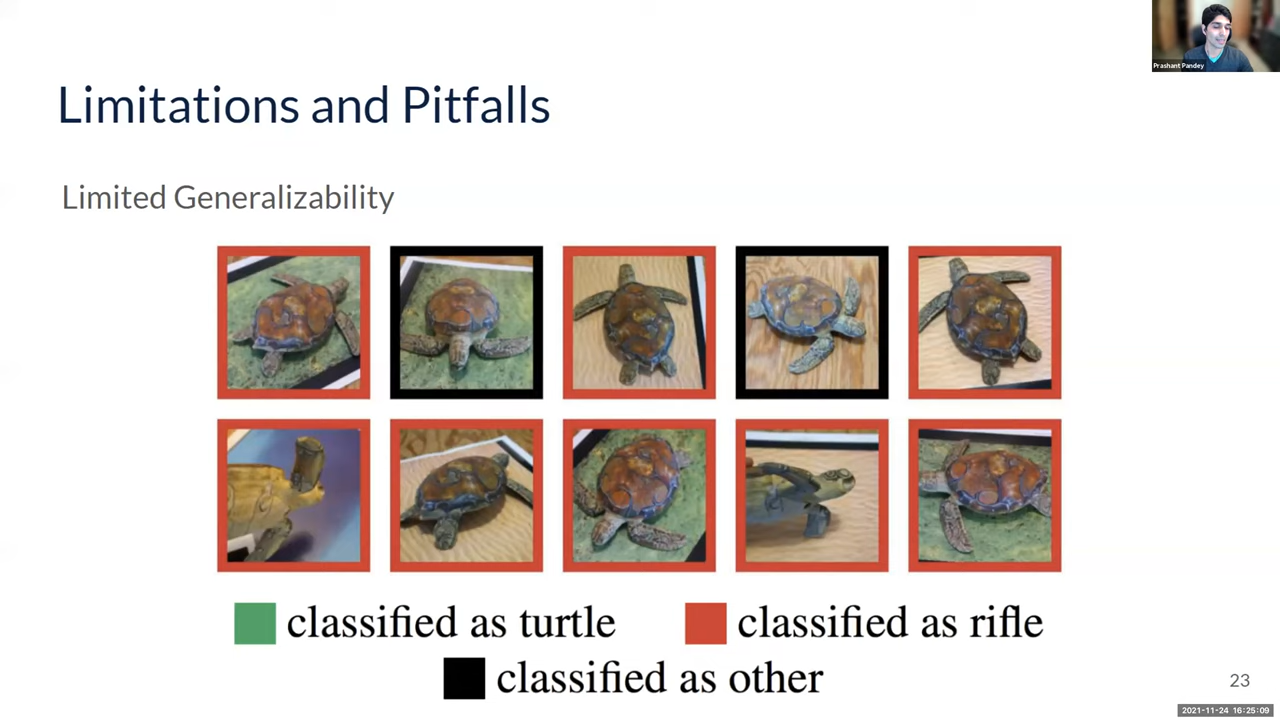 Prashant Pandey
Limitations and Pitfalls
Limited Generalizability
classified as turtle
classified as rifle
classified as other
23
2021-11-24 16:25:09